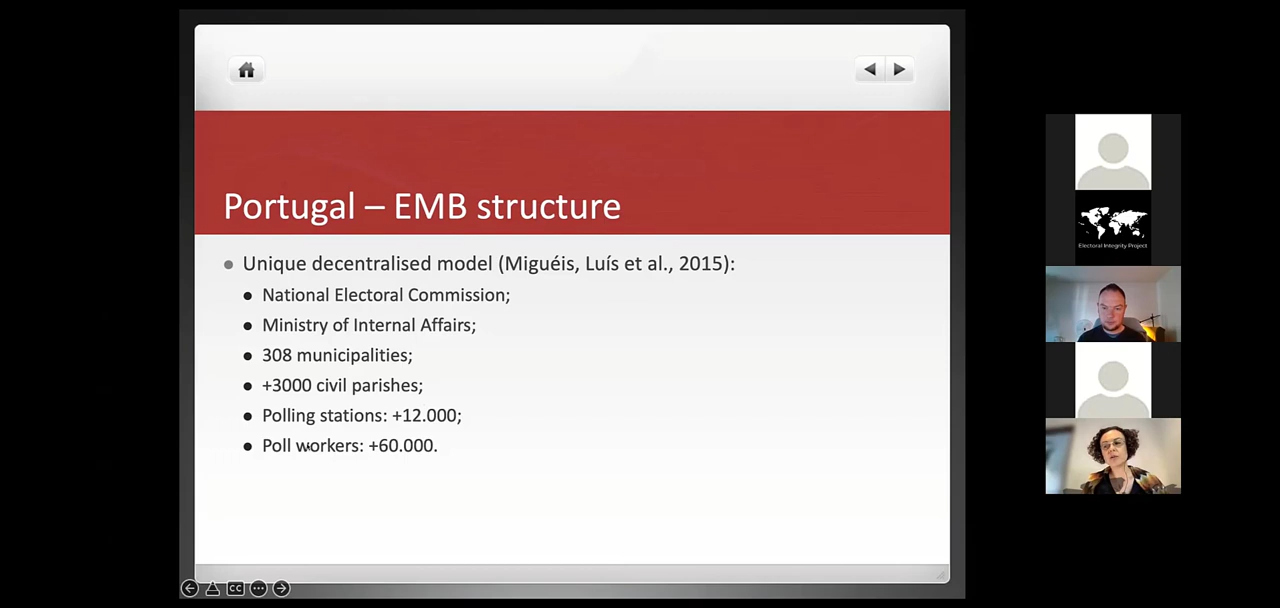 Portugal – EMB structure
Unique decentralised model (Miguéis, Luís et al., 2015):
National Electoral Commission;
Ministry of Internal Affairs;
308 municipalities;
+3000 civil parishes;
Polling stations: +12.000;
Poll workers: +60.000.
Electoral Integrity Project
CC